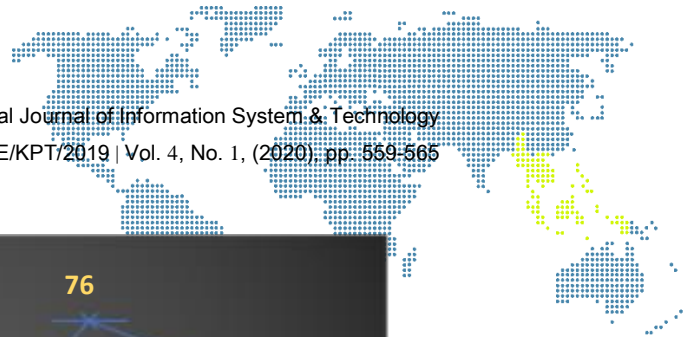 al Journal of Information System & Technology
E/KPT/2019 | Vol. 4, No. 1, (2020), pp. 559-565
76